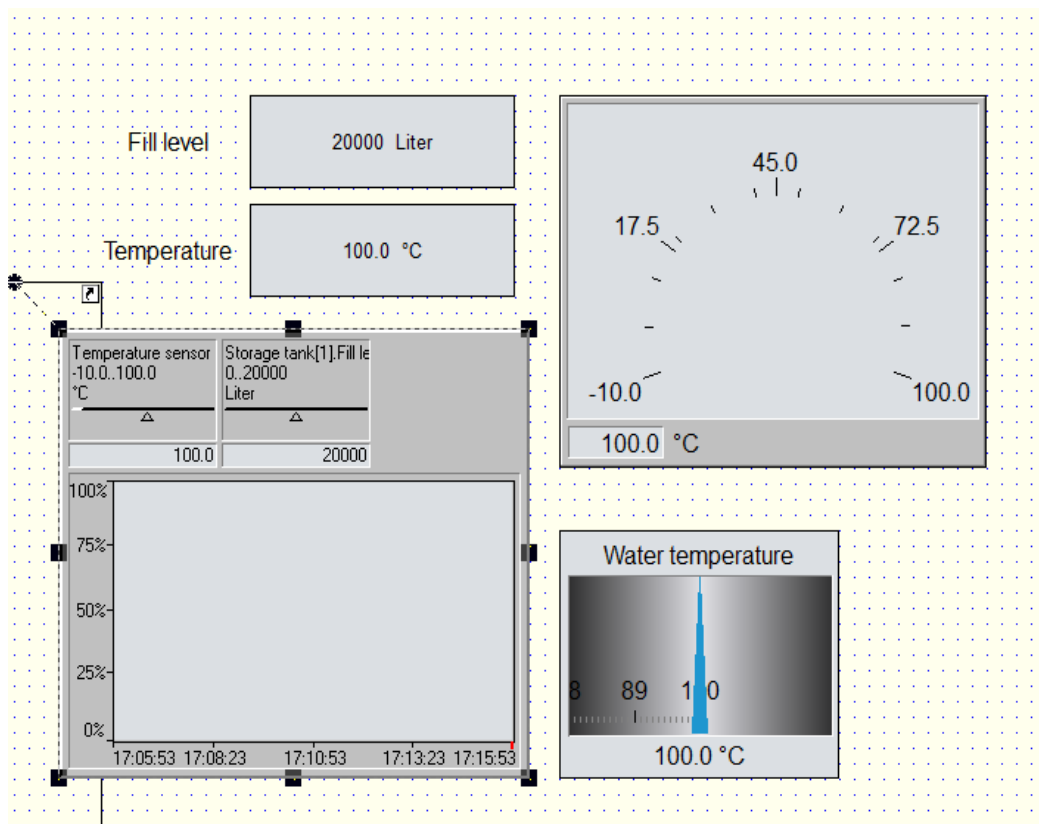 Fill level
20000 Liter
Temperature
100.0 °C
45.0
17.5
72.5
-10.0
100.0
100.0 °C
Temperature sensor
-10.0..100.0
°C
100.0
Storage tank[1].Fill le
0..20000
Liter
20000
100%
75%
50%
25%
0%
17:05:53 17:08:23 17:10:53 17:13:23 17:15:53
Water temperature
8 89 100
100.0 °C